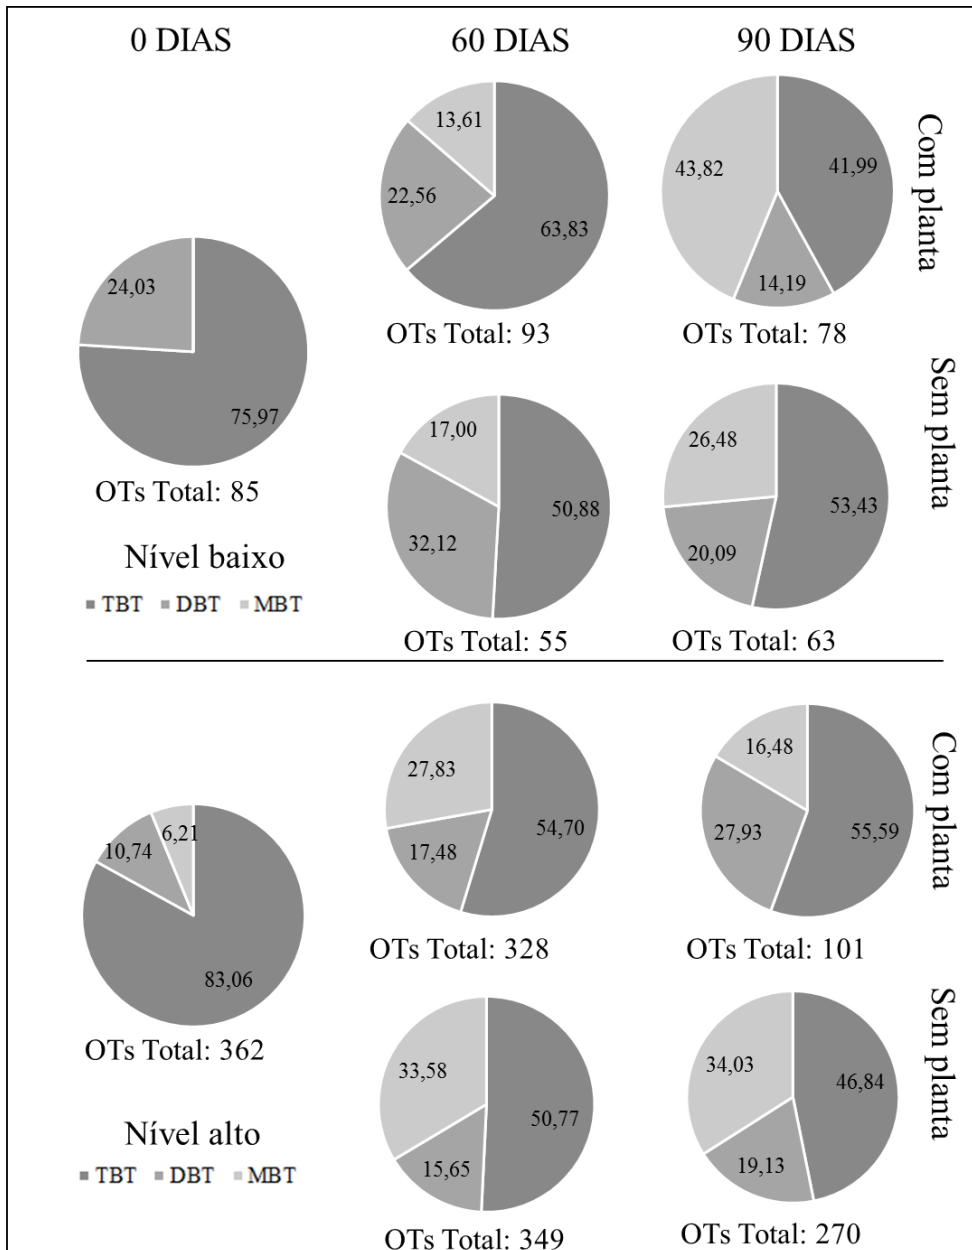 0 DIAS
60 DIAS
90 DIAS
Com planta
13,61
22,56
63,83
OTs Total: 93
43,82
41,99
14,19
OTs Total: 78
24,03
75,97
OTs Total: 85
Sem planta
17,00
50,88
32,12
OTs Total: 55
26,48
53,43
20,09
OTs Total: 63
Nível baixo
TBT DBT MBT
Com planta
27,83
54,70
17,48
OTs Total: 328
16,48
55,59
27,93
OTs Total: 101
6,21
10,74
83,06
OTs Total: 362
Sem planta
33,58
50,77
15,65
OTs Total: 349
34,03
46,84
19,13
OTs Total: 270
Nível alto
TBT DBT MBT